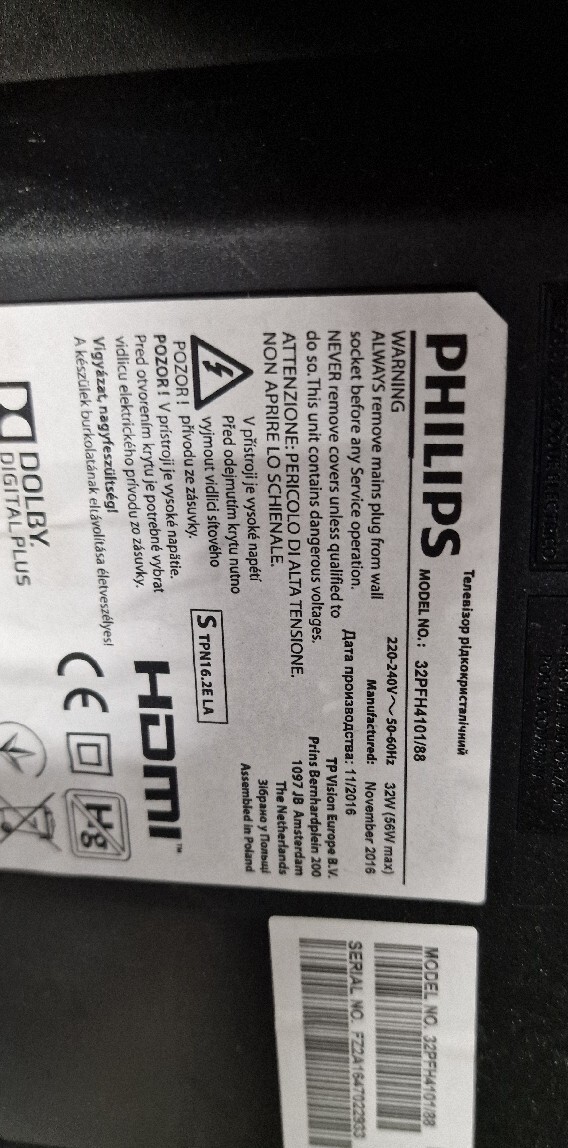 Телевізор рідкокристалічний
PHILIPS MODEL NO.: 32PFH4101/88
WARNING
ALWAYS remove mains plug from wall
socket before any Service operation.
NEVER remove covers unless qualified to
do so. This unit contains dangerous voltages.
ATTENZIONE: PERICOLO DI ALTA TENSIONE.
NON APRIRE LO SCHIENALE.
220-240V~ 50-60Hz 32W (56W max)
Manufactured: November 2016
Дата производства: 11/2016
TP Vision Europe B.V.
Prins Bernhardplein 200
1097 JB Amsterdam
The Netherlands
Зібрано у Польщі
Assembled in Poland
V přístroji je vysoké napětí
Před odejmutím krytu nutno
vyjmout vidlici síťového
POZOR! přívodu ze zásuvky.
POZOR! V prístroji je vysoké napätie.
Pred otvorením krytu je potrebné vybrat
vidlicu elektrického prívodu zo zásuvky.
Vigyázat, nagyfeszültség!
A készülék burkolatának eltávolítása életveszélyes!
S TPN16.2E LA
HDMI™
DOLBY.
DIGITAL PLUS
CE
Hg
MODEL NO. 32PFH4101/88
SERIAL NO. FZ2A1647022933